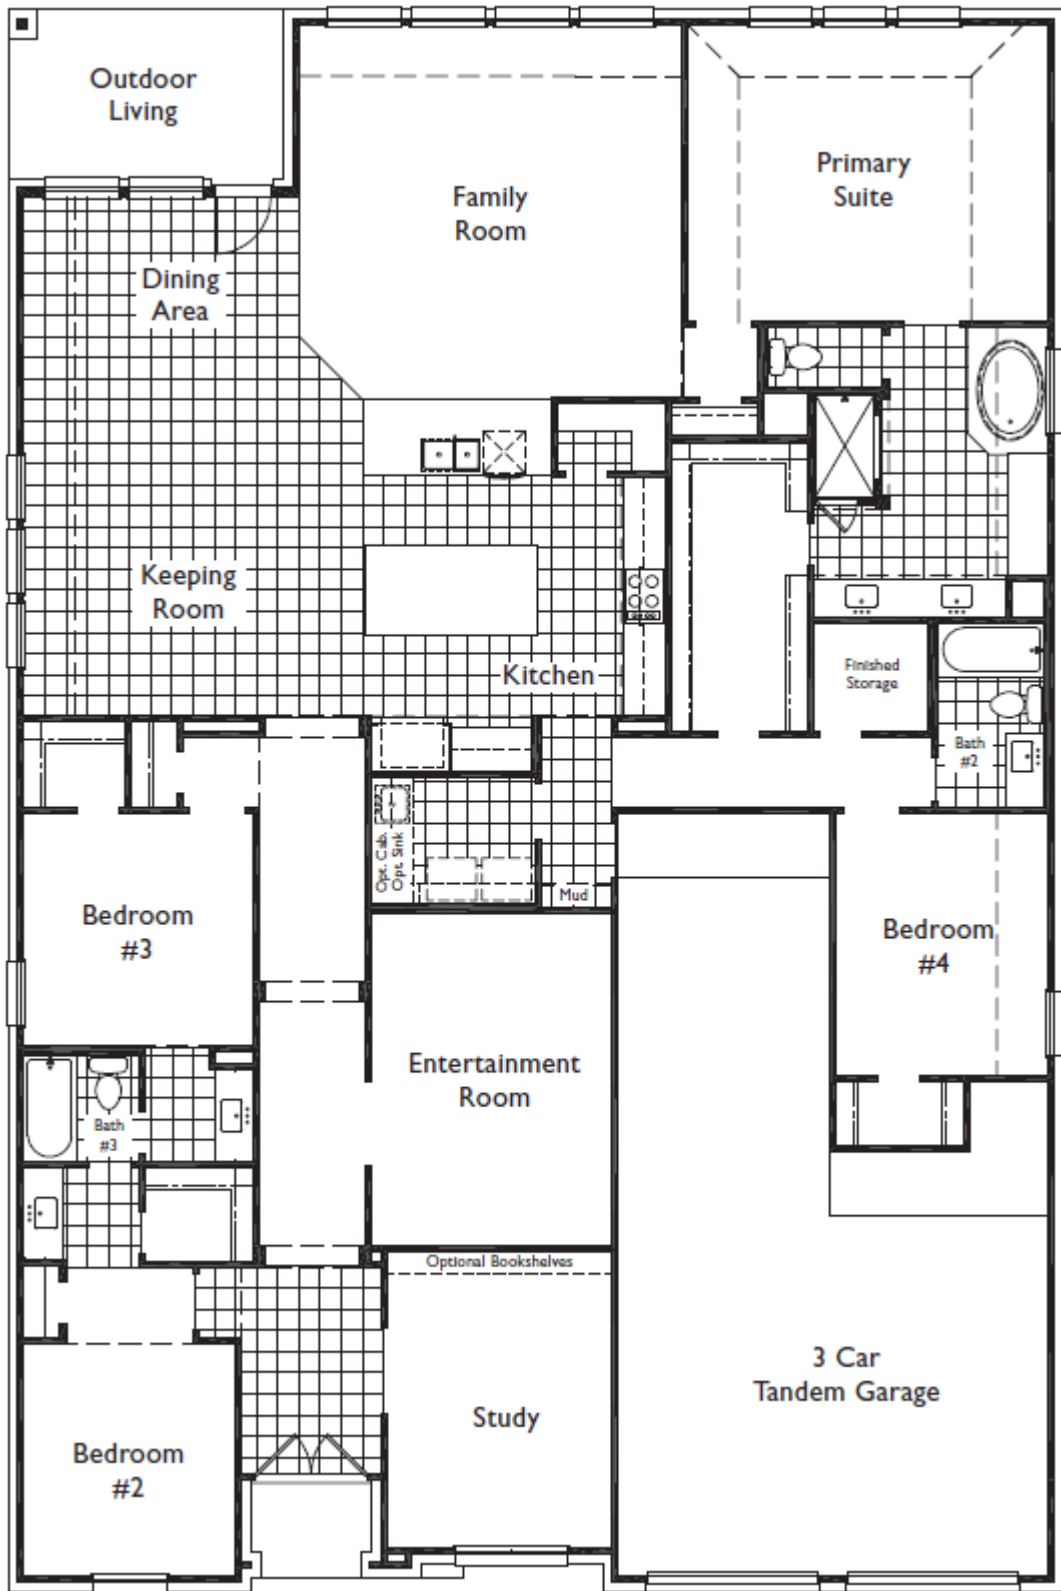 Outdoor
Living
Family
Room
Primary
Suite
Dining
Area
Keeping
Room
Kitchen
Finished
Storage
Bath
#2
Opt. Cab.
Opt. Sink
Mud
Bedroom
#3
Bedroom
#4
Entertainment
Room
Bath
#3
Optional Bookshelves
3 Car
Tandem Garage
Study
Bedroom
#2